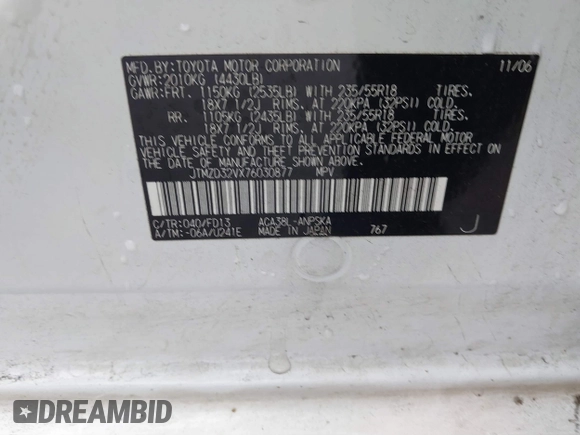 MFD.BY:TOYOTA MOTOR CORPORATION 11/06
GVWR:2010KG (4430LB)
GAWR:FRT. 1150KG (2535LB) WITH 235/55R18 TIRES.
18X7 1/2J RIMS. AT 220KPA (32PSI) COLD
RR. 1105KG (2435LB) WITH 235/55R18 TIRES.
18X7 1/2J RIMS. AT 220KPA (32PSI) COLD
THIS VEHICLE CONFORMS TO ALL APPLICABLE FEDERAL MOTOR
VEHICLE SAFETY AND THEFT PREVENTION STANDARDS IN EFFECT ON
THE DATE OF MANUFACTURE SHOWN ABOVE.
JTMZD32VX76030877 MPV
C/TR:040/FD13 ACA38L-ANPSKA J
A/TM:-06A/U241E MADE IN JAPAN 767
DREAMBID